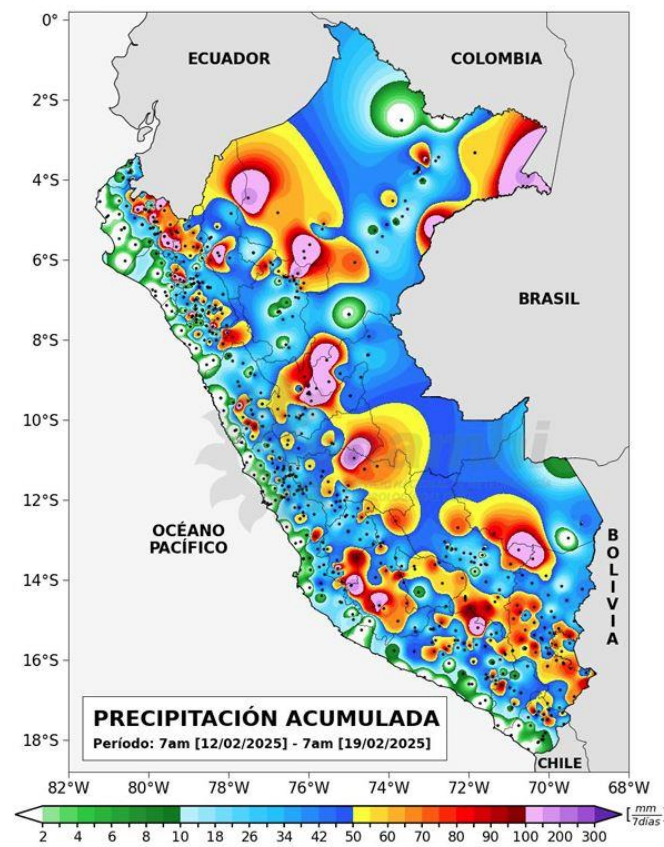 0°
2°S
4°S
6°S
8°S
10°S
12°S
14°S
16°S
18°S
ECUADOR
COLOMBIA
BRASIL
OCÉANO
PACÍFICO
B
O
L
I
V
I
A
PRECIPITACIÓN ACUMULADA
Período: 7am [12/02/2025] - 7am [19/02/2025]
CHILE
82°W 80°W 78°W 76°W 74°W 72°W 70°W 68°W
2 4 6 8 10 18 26 34 42 50 60 70 80 90 100 200 300
[mm
7días]